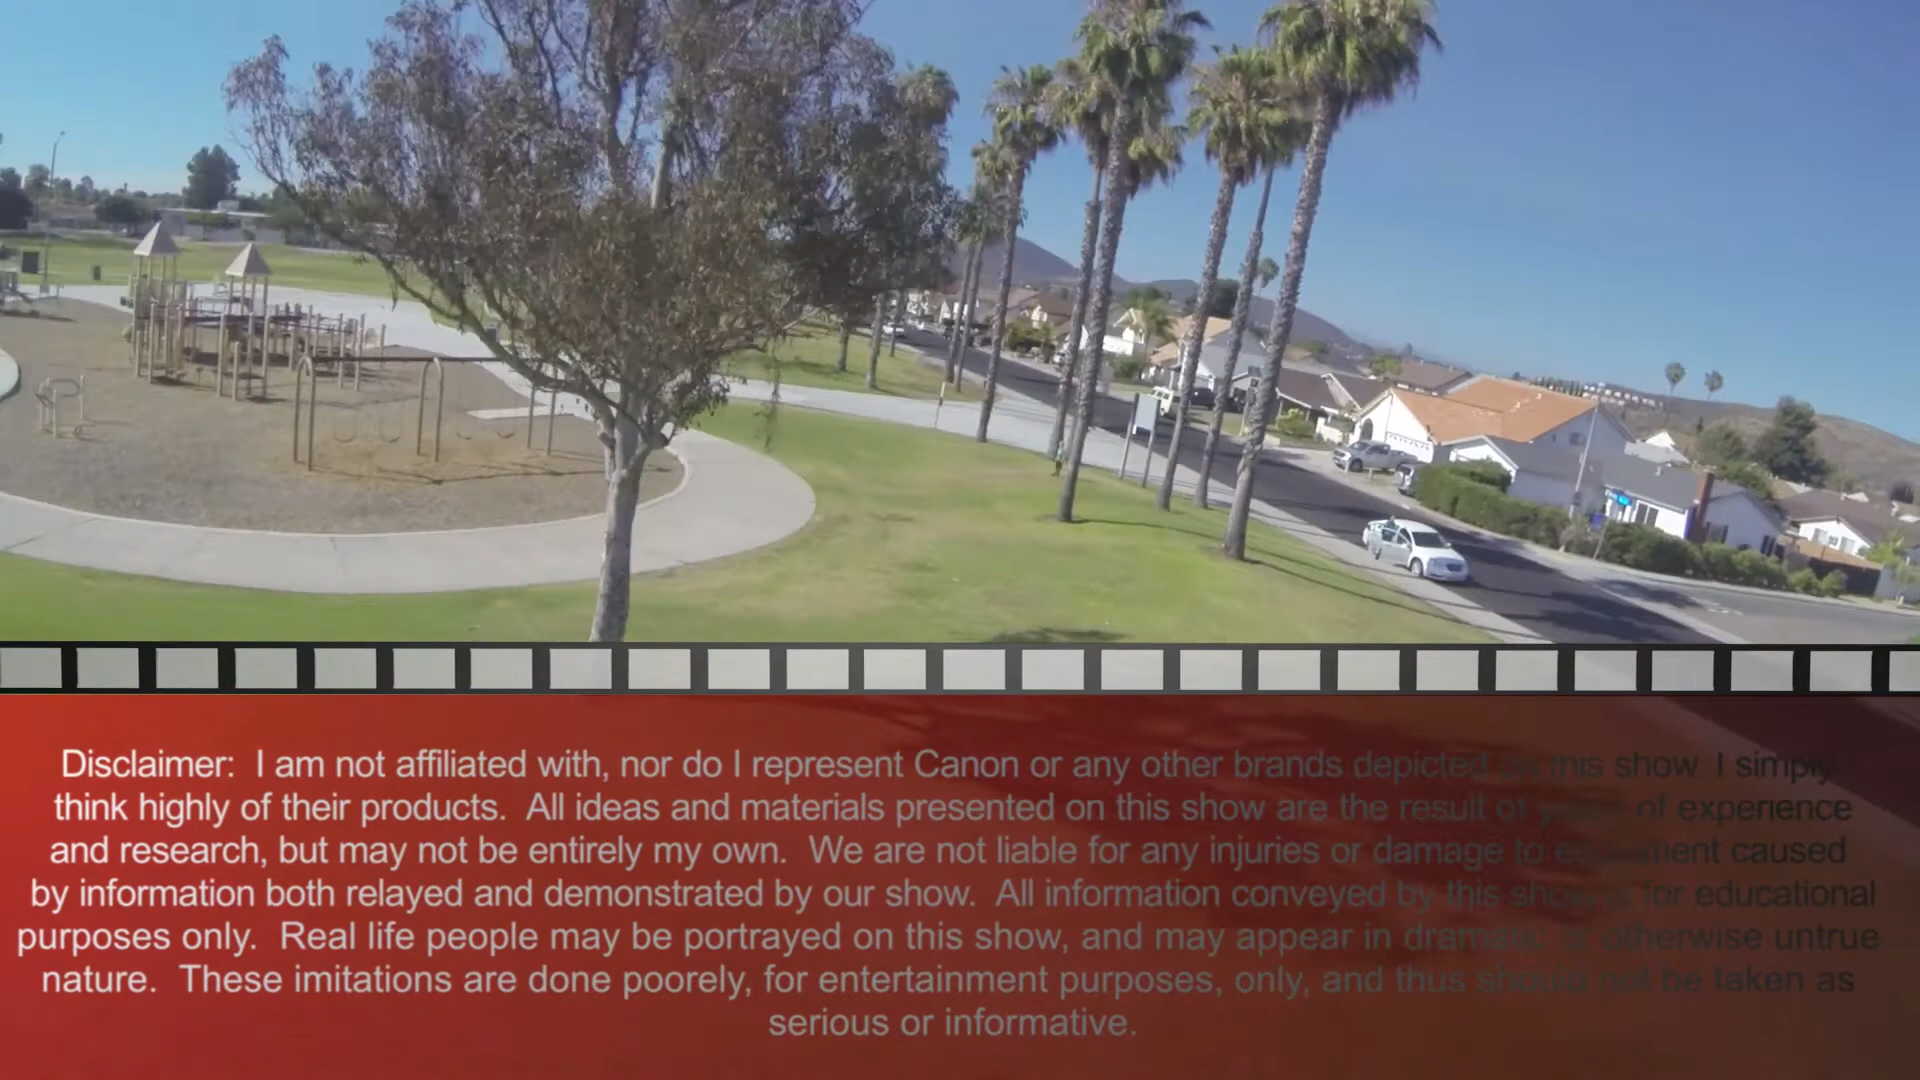 Disclaimer:  I am not affiliated with, nor do I represent Canon or any other brands depicted this show. I simply
think highly of their products.  All ideas and materials presented on this show are the result of of experience
and research, but may not be entirely my own.  We are not liable for any injuries or damage to caused
by information both relayed and demonstrated by our show.  All information conveyed by this show for educational
purposes only.  Real life people may be portrayed on this show, and may appear in dramatic or otherwise untrue
nature.  These imitations are done poorely, for entertainment purposes, only, and thus should not be taken as
serious or informative.